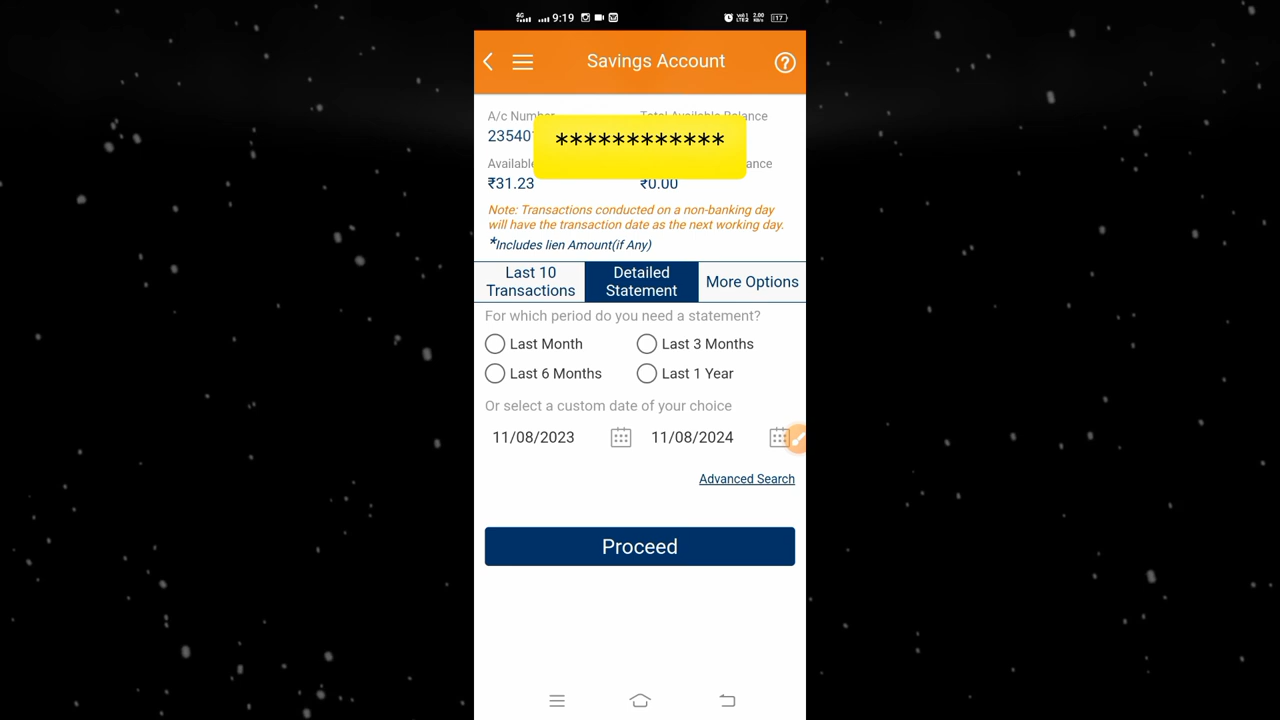 9:19
Savings Account
A/c Num
Balance
23540
************
Available
ance
₹31.23
₹0.00
Note: Transactions conducted on a non-banking day
will have the transaction date as the next working day.
*Includes lien Amount(if Any)
Last 10
Transactions
Detailed
Statement
More Options
For which period do you need a statement?
Last Month
Last 3 Months
Last 6 Months
Last 1 Year
Or select a custom date of your choice
11/08/2023
11/08/2024
Advanced Search
Proceed